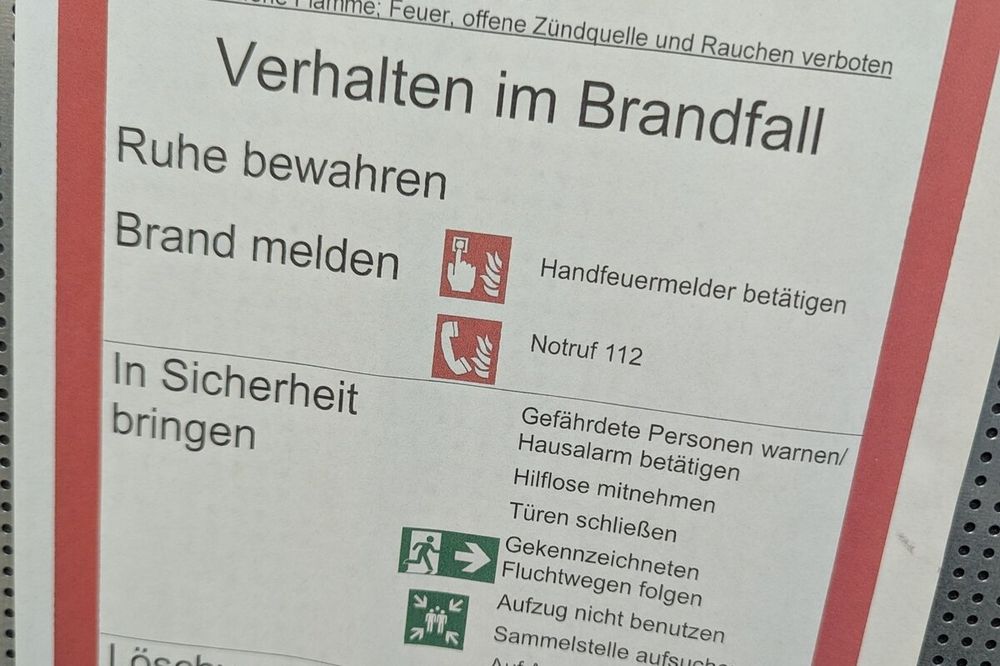 Flamme; Feuer, offene Zündquelle und Rauchen verboten
Verhalten im Brandfall
Ruhe bewahren
Brand melden
Handfeuermelder betätigen
Notruf 112
In Sicherheit
bringen
Gefährdete Personen warnen/
Hausalarm betätigen
Hilflose mitnehmen
Türen schließen
Gekennzeichneten
Fluchtwegen folgen
Aufzug nicht benutzen
Sammelstelle